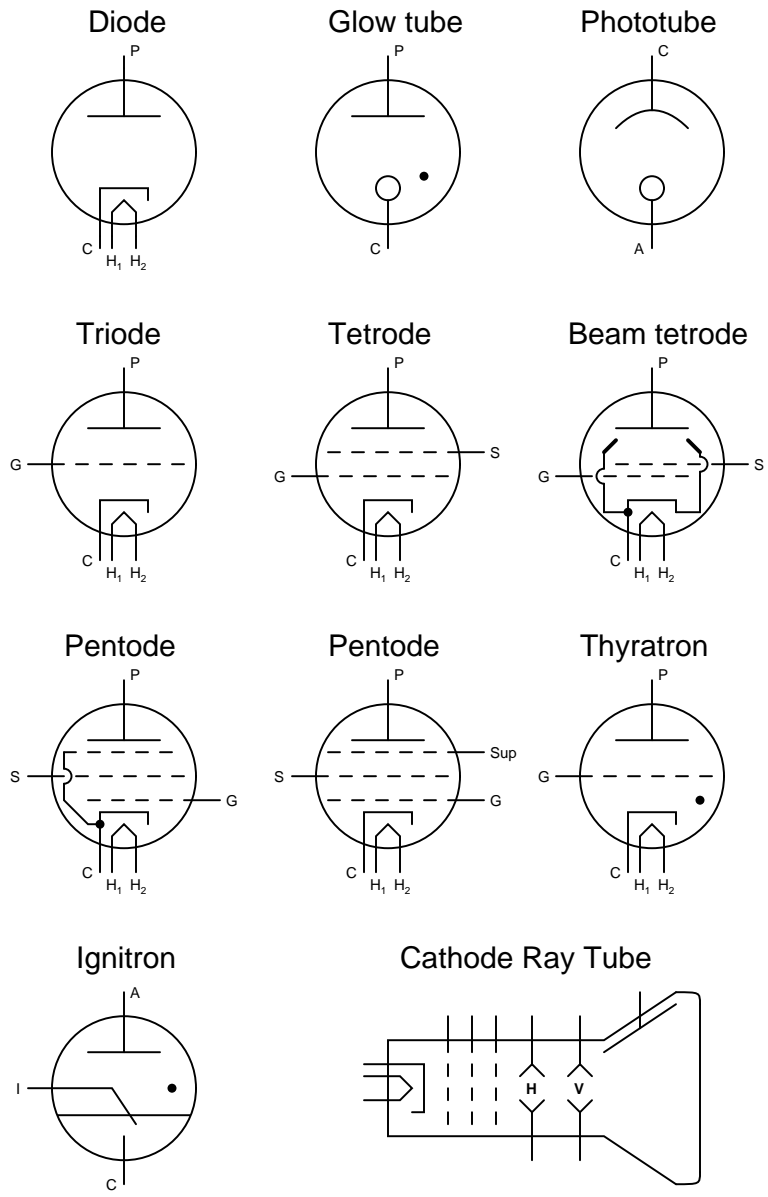 Diode Glow tube Phototube
P P C
C H₁ H₂ C A
Triode Tetrode Beam tetrode
P P P
G S G G S
C H₁ H₂ C H₁ H₂ C H₁ H₂
Pentode Pentode Thyratron
P P P
Sup
S S G
G G
C H₁ H₂ C H₁ H₂ C H₁ H₂
Ignitron Cathode Ray Tube
A
I H V
C